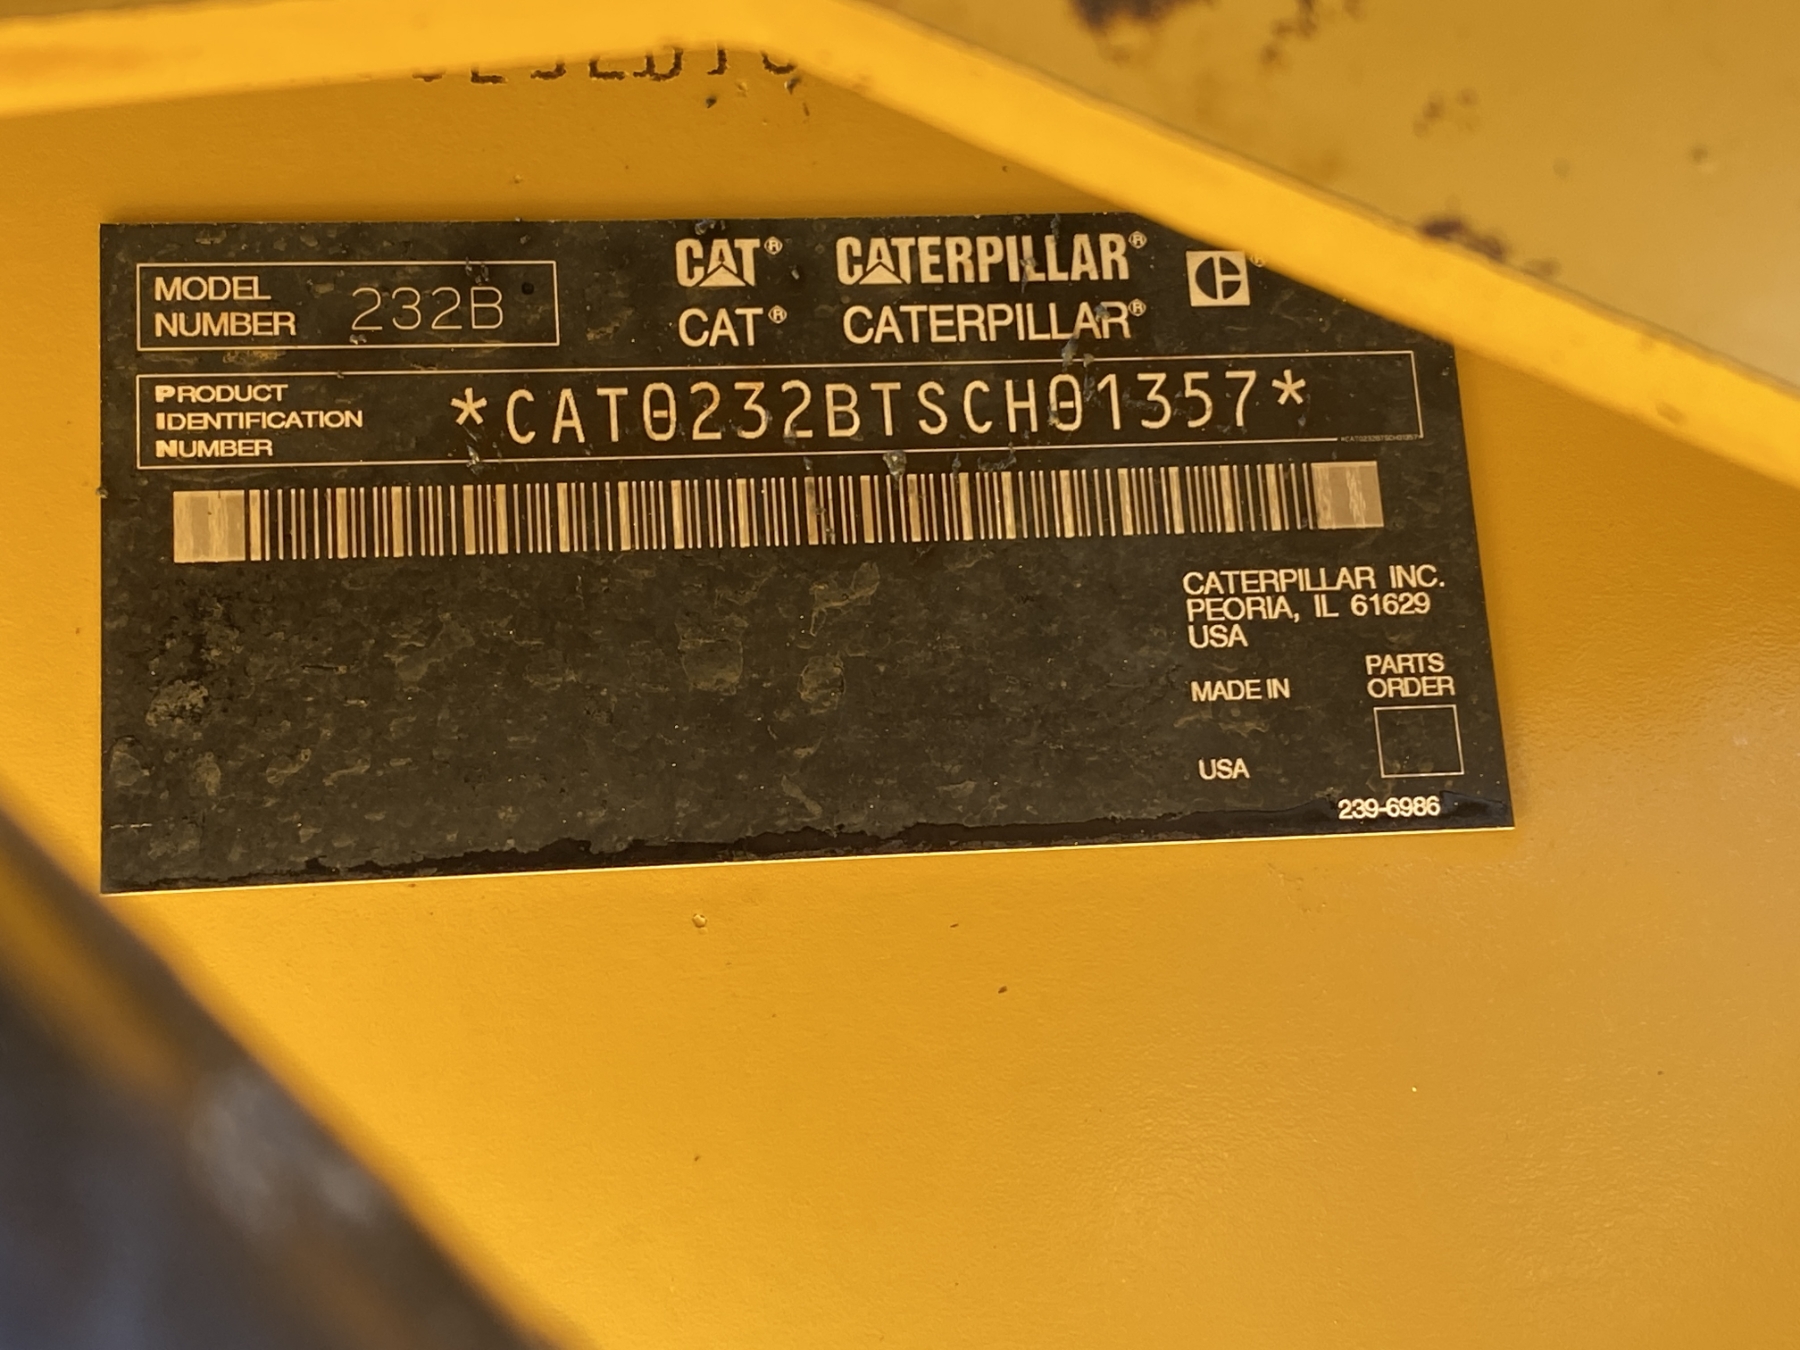 MODEL
NUMBER 232B
CAT® CATERPILLAR®
CAT® CATERPILLAR®
PRODUCT
IDENTIFICATION
NUMBER
*CAT0232BTSCH01357*
*CAT0232BTSCH01357*
CATERPILLAR INC.
PEORIA, IL 61629
USA
MADE IN
USA
PARTS
ORDER
239-6986